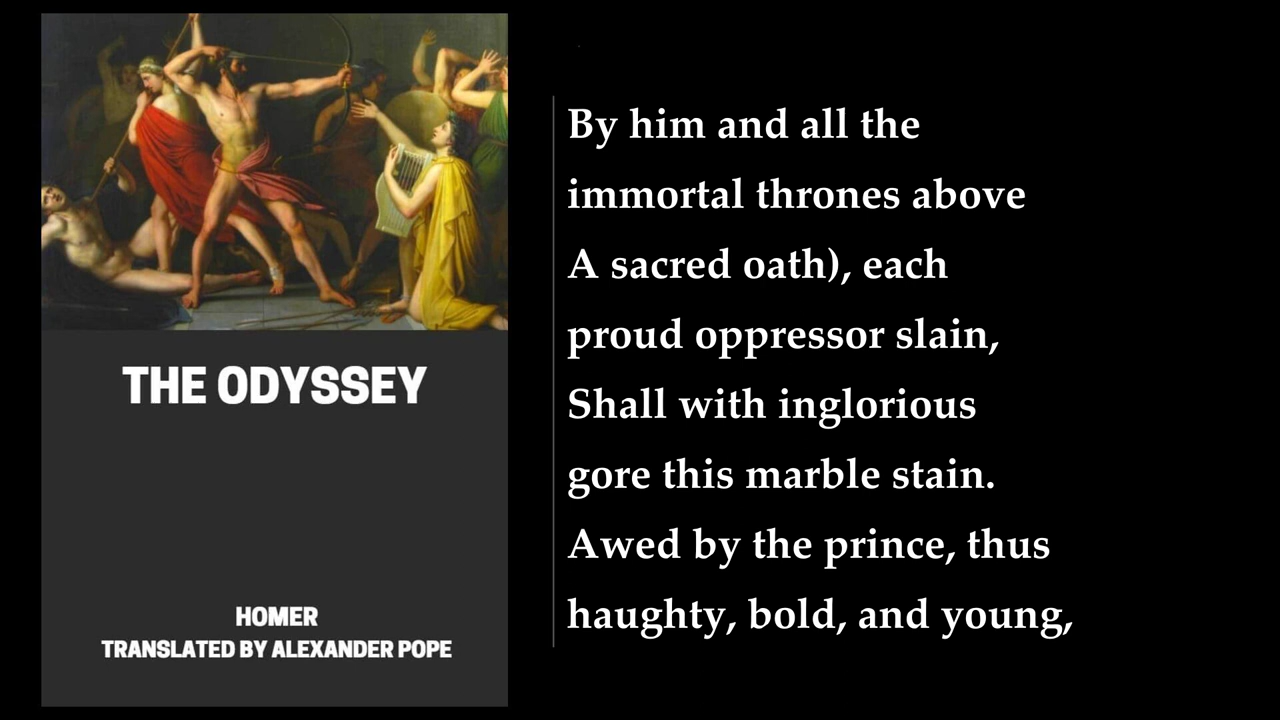 THE ODYSSEY
HOMER
TRANSLATED BY ALEXANDER POPE
By him and all the
immortal thrones above
A sacred oath), each
proud oppressor slain,
Shall with inglorious
gore this marble stain.
Awed by the prince, thus
haughty, bold, and young,